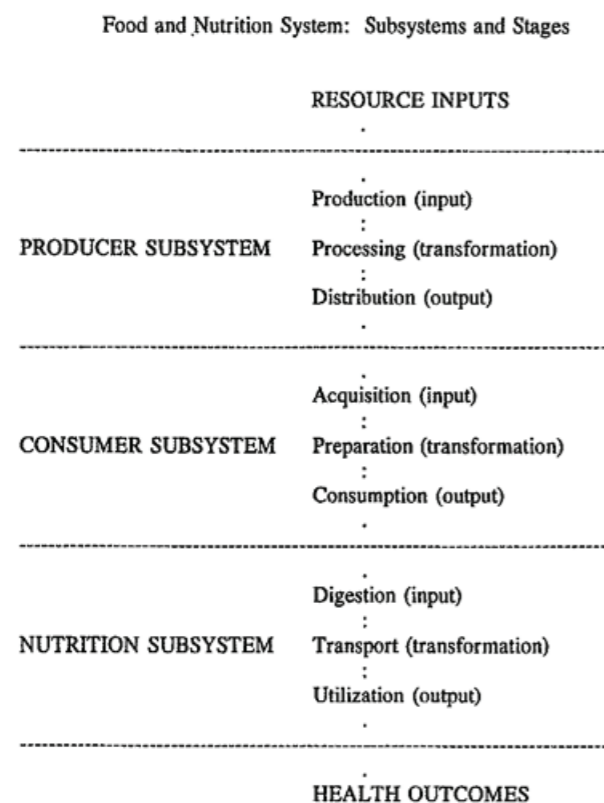 Food and Nutrition System: Subsystems and Stages
RESOURCE INPUTS
Production (input)
PRODUCER SUBSYSTEM Processing (transformation)
Distribution (output)
Acquisition (input)
CONSUMER SUBSYSTEM Preparation (transformation)
Consumption (output)
Digestion (input)
NUTRITION SUBSYSTEM Transport (transformation)
Utilization (output)
HEALTH OUTCOMES